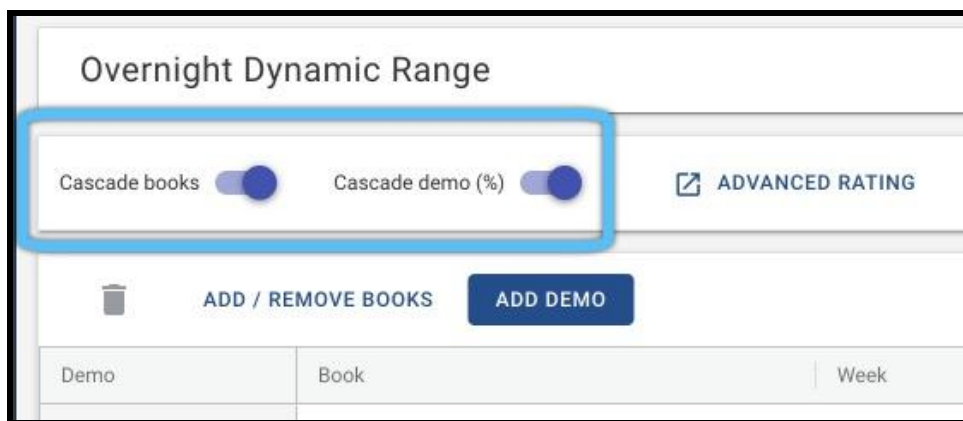 Overnight Dynamic Range
Cascade books Cascade demo (%) ADVANCED RATING
ADD / REMOVE BOOKS ADD DEMO
Demo Book Week